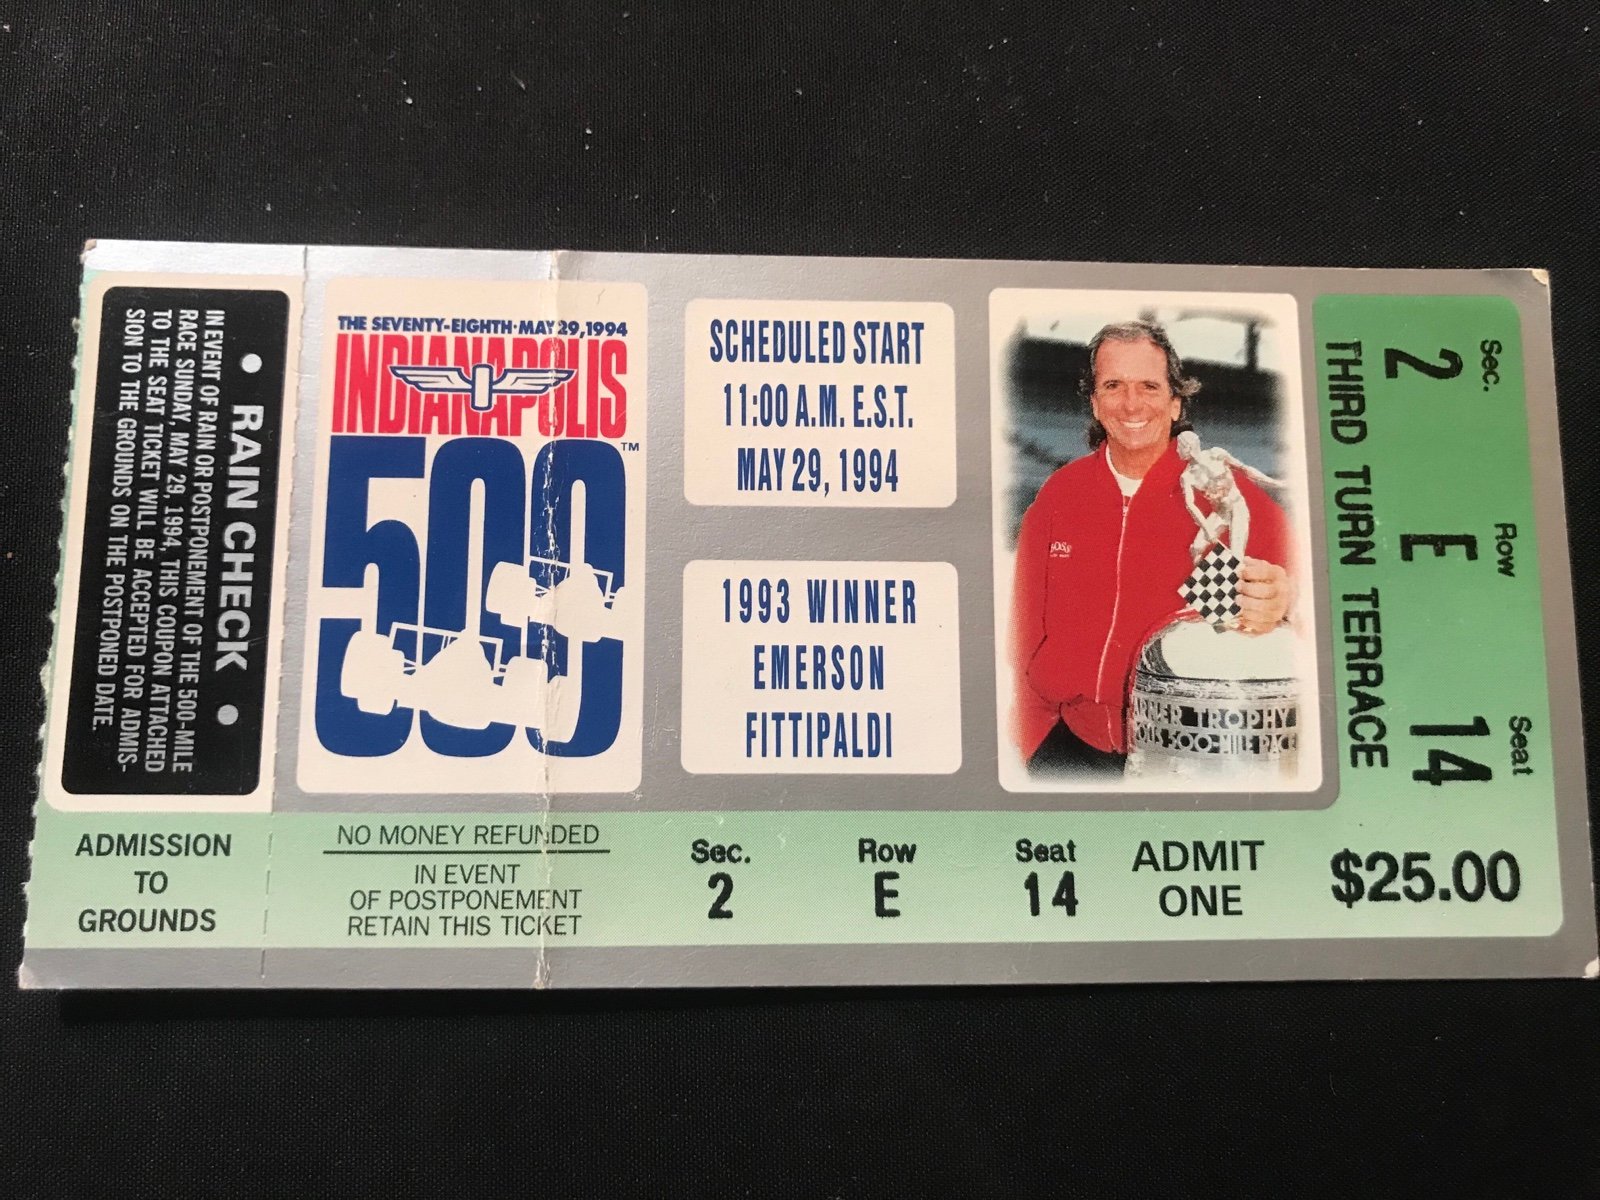 • RAIN CHECK •
IN EVENT OF RAIN OR POSTPONEMENT OF THE 500-MILE
RACE SUNDAY, MAY 29, 1994, THIS COUPON ATTACHED
TO THE SEAT TICKET WILL BE ACCEPTED FOR ADMIS-
SION TO THE GROUNDS ON THE POSTPONED DATE.
ADMISSION
TO
GROUNDS
THE SEVENTY-EIGHTH·MAY 29, 1994
INDIANAPOLIS
500™
NO MONEY REFUNDED
IN EVENT
OF POSTPONEMENT
RETAIN THIS TICKET
SCHEDULED START
11:00 A.M. E.S.T.
MAY 29, 1994
1993 WINNER
EMERSON
FITTIPALDI
BOSS
ARNER TROPHY
POLIS 500-MILE RACE
Sec. Row Seat
2 E 14
ADMIT
ONE
Sec. Row Seat
2 E 14
THIRD TURN TERRACE
$25.00